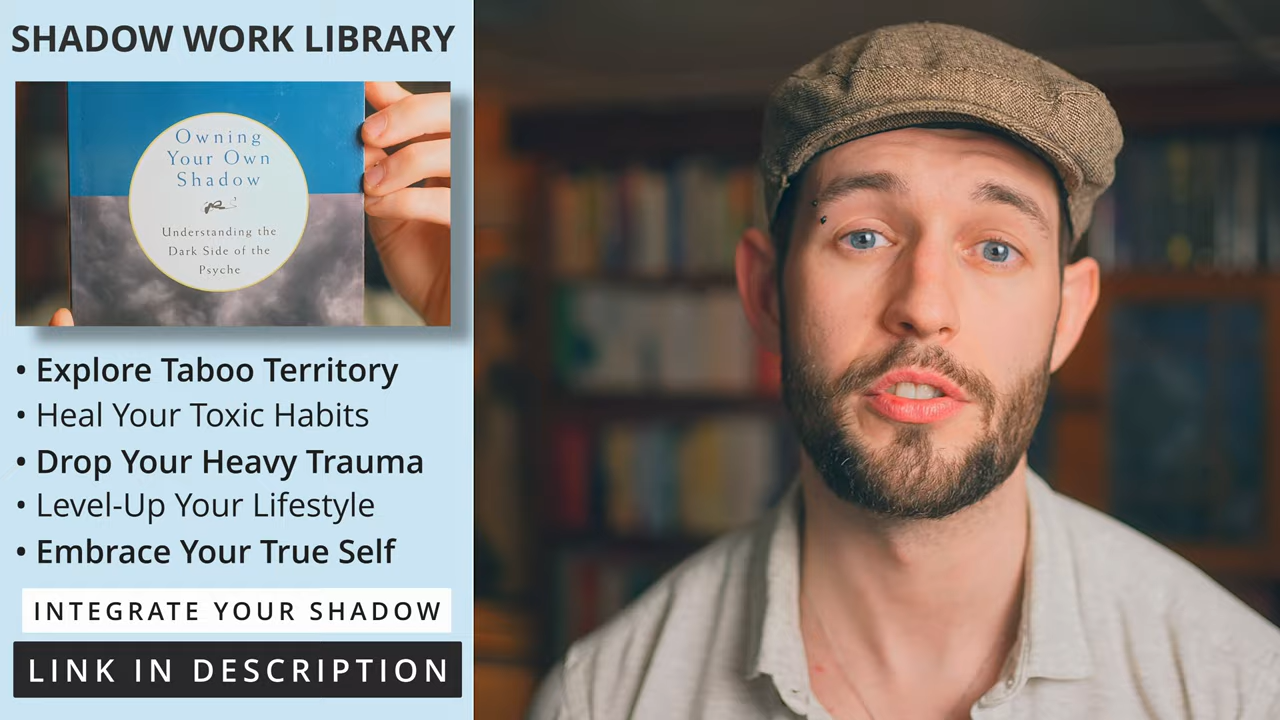 SHADOW WORK LIBRARY
Owning
Your Own
Shadow
Understanding the
Dark Side of the
Psyche
• Explore Taboo Territory
• Heal Your Toxic Habits
• Drop Your Heavy Trauma
• Level-Up Your Lifestyle
• Embrace Your True Self
INTEGRATE YOUR SHADOW
LINK IN DESCRIPTION